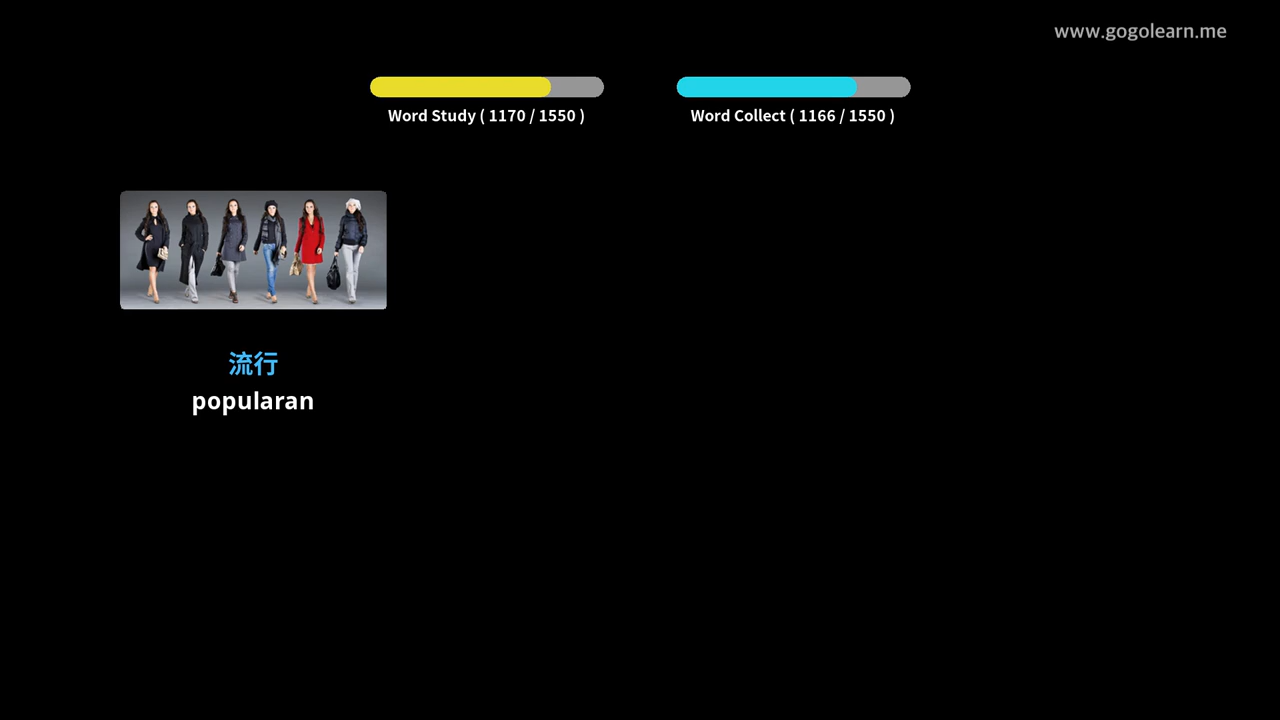 www.gogolearn.me
Word Study ( 1170 / 1550 )
Word Collect ( 1166 / 1550 )
流行
popularan